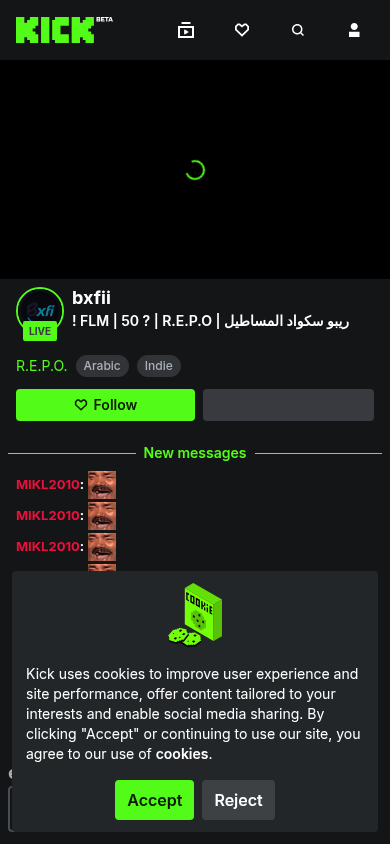 KICK BETA
bxfii
! FLM | 50 ? | R.E.P.O | ريبو سكواد المساطيل
Bxfii
LIVE
R.E.P.O. Arabic Indie
Follow
New messages
MIKL2010:
MIKL2010:
MIKL2010:
COOKIE
Kick uses cookies to improve user experience and
site performance, offer content tailored to your
interests and enable social media sharing. By
clicking "Accept" or continuing to use our site, you
agree to our use of cookies.
Accept Reject